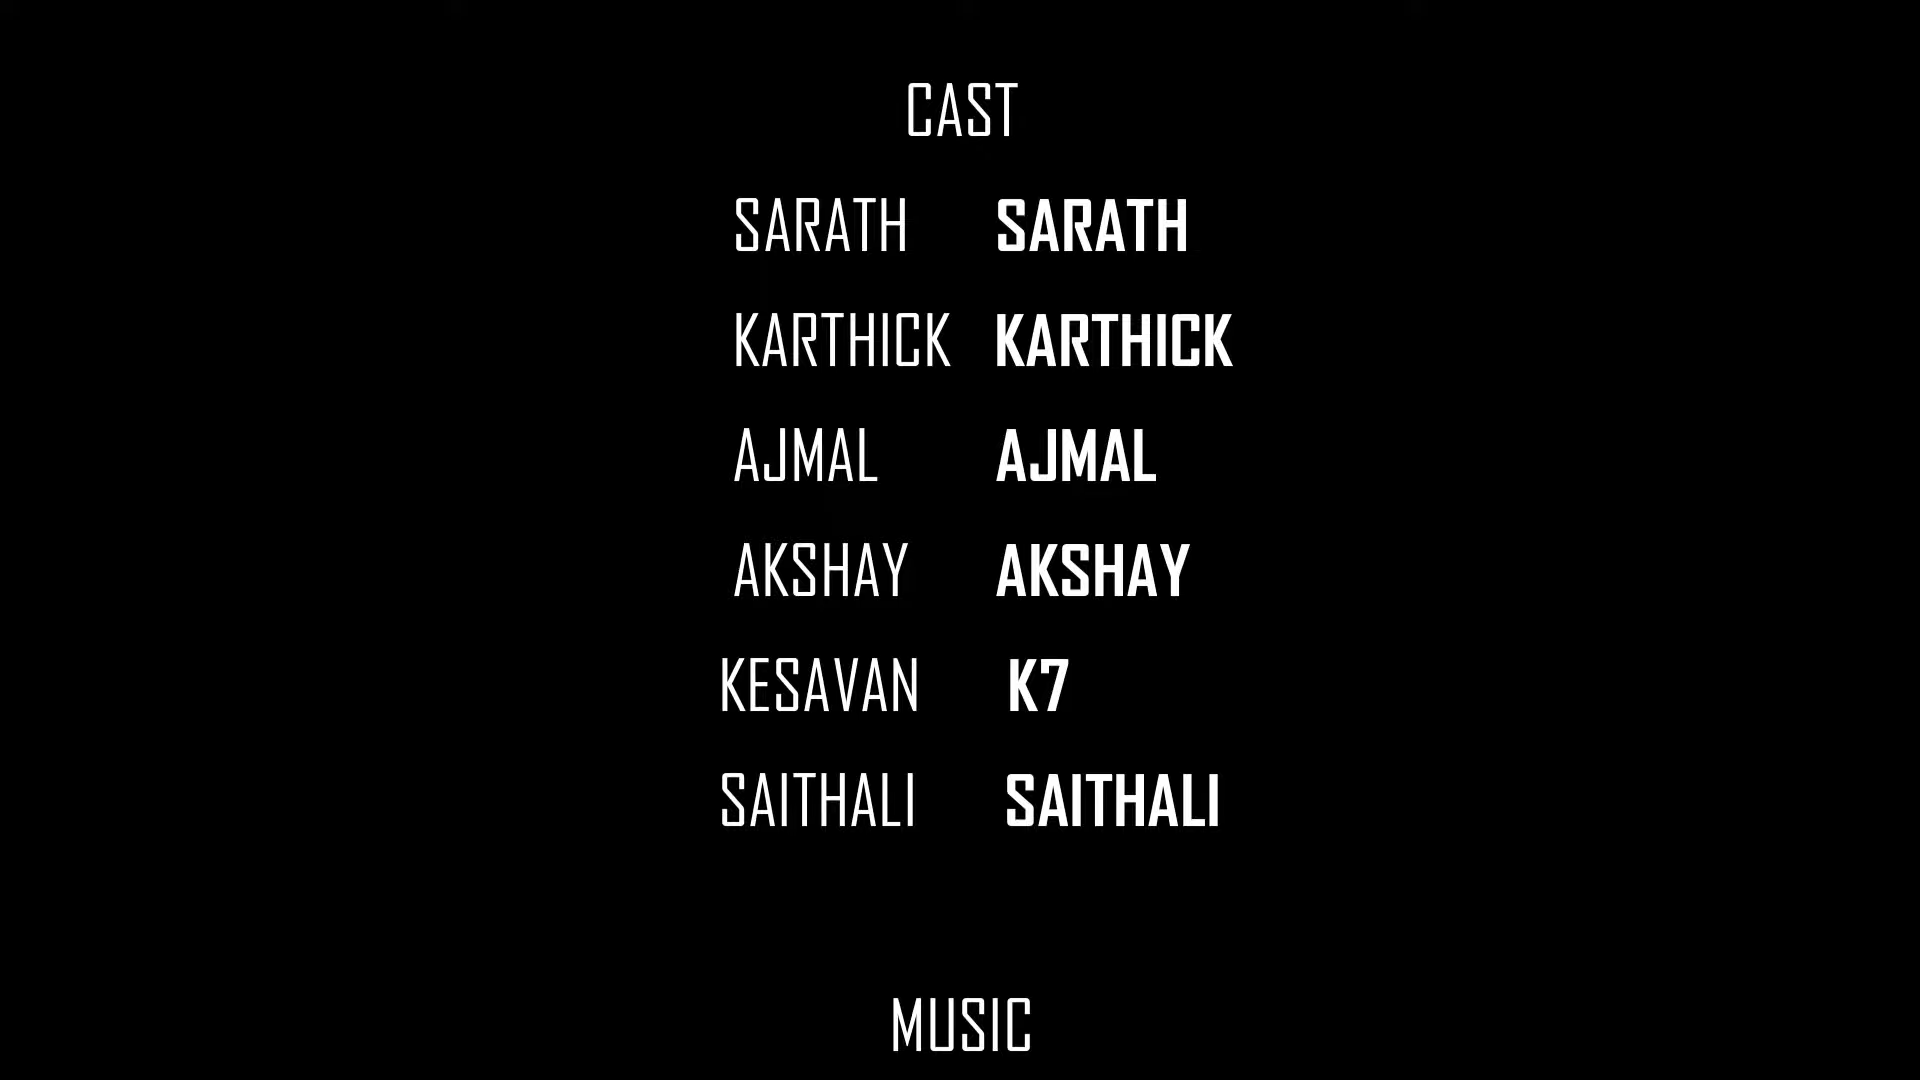 CAST
SARATH SARATH
KARTHICK KARTHICK
AJMAL AJMAL
AKSHAY AKSHAY
KESAVAN K7
SAITHALI SAITHALI
MUSIC